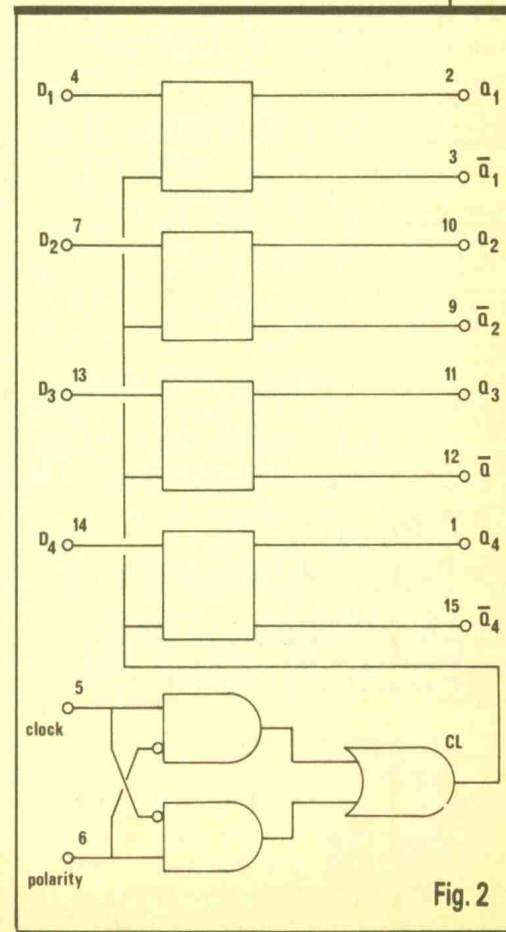 D1 4 2 Q1
3 Q̅1
D2 7 10 Q2
9 Q̅2
D3 13 11 Q3
12 Q̅
D4 14 1 Q4
15 Q̅4
5
clock
CL
6
polarity
Fig. 2